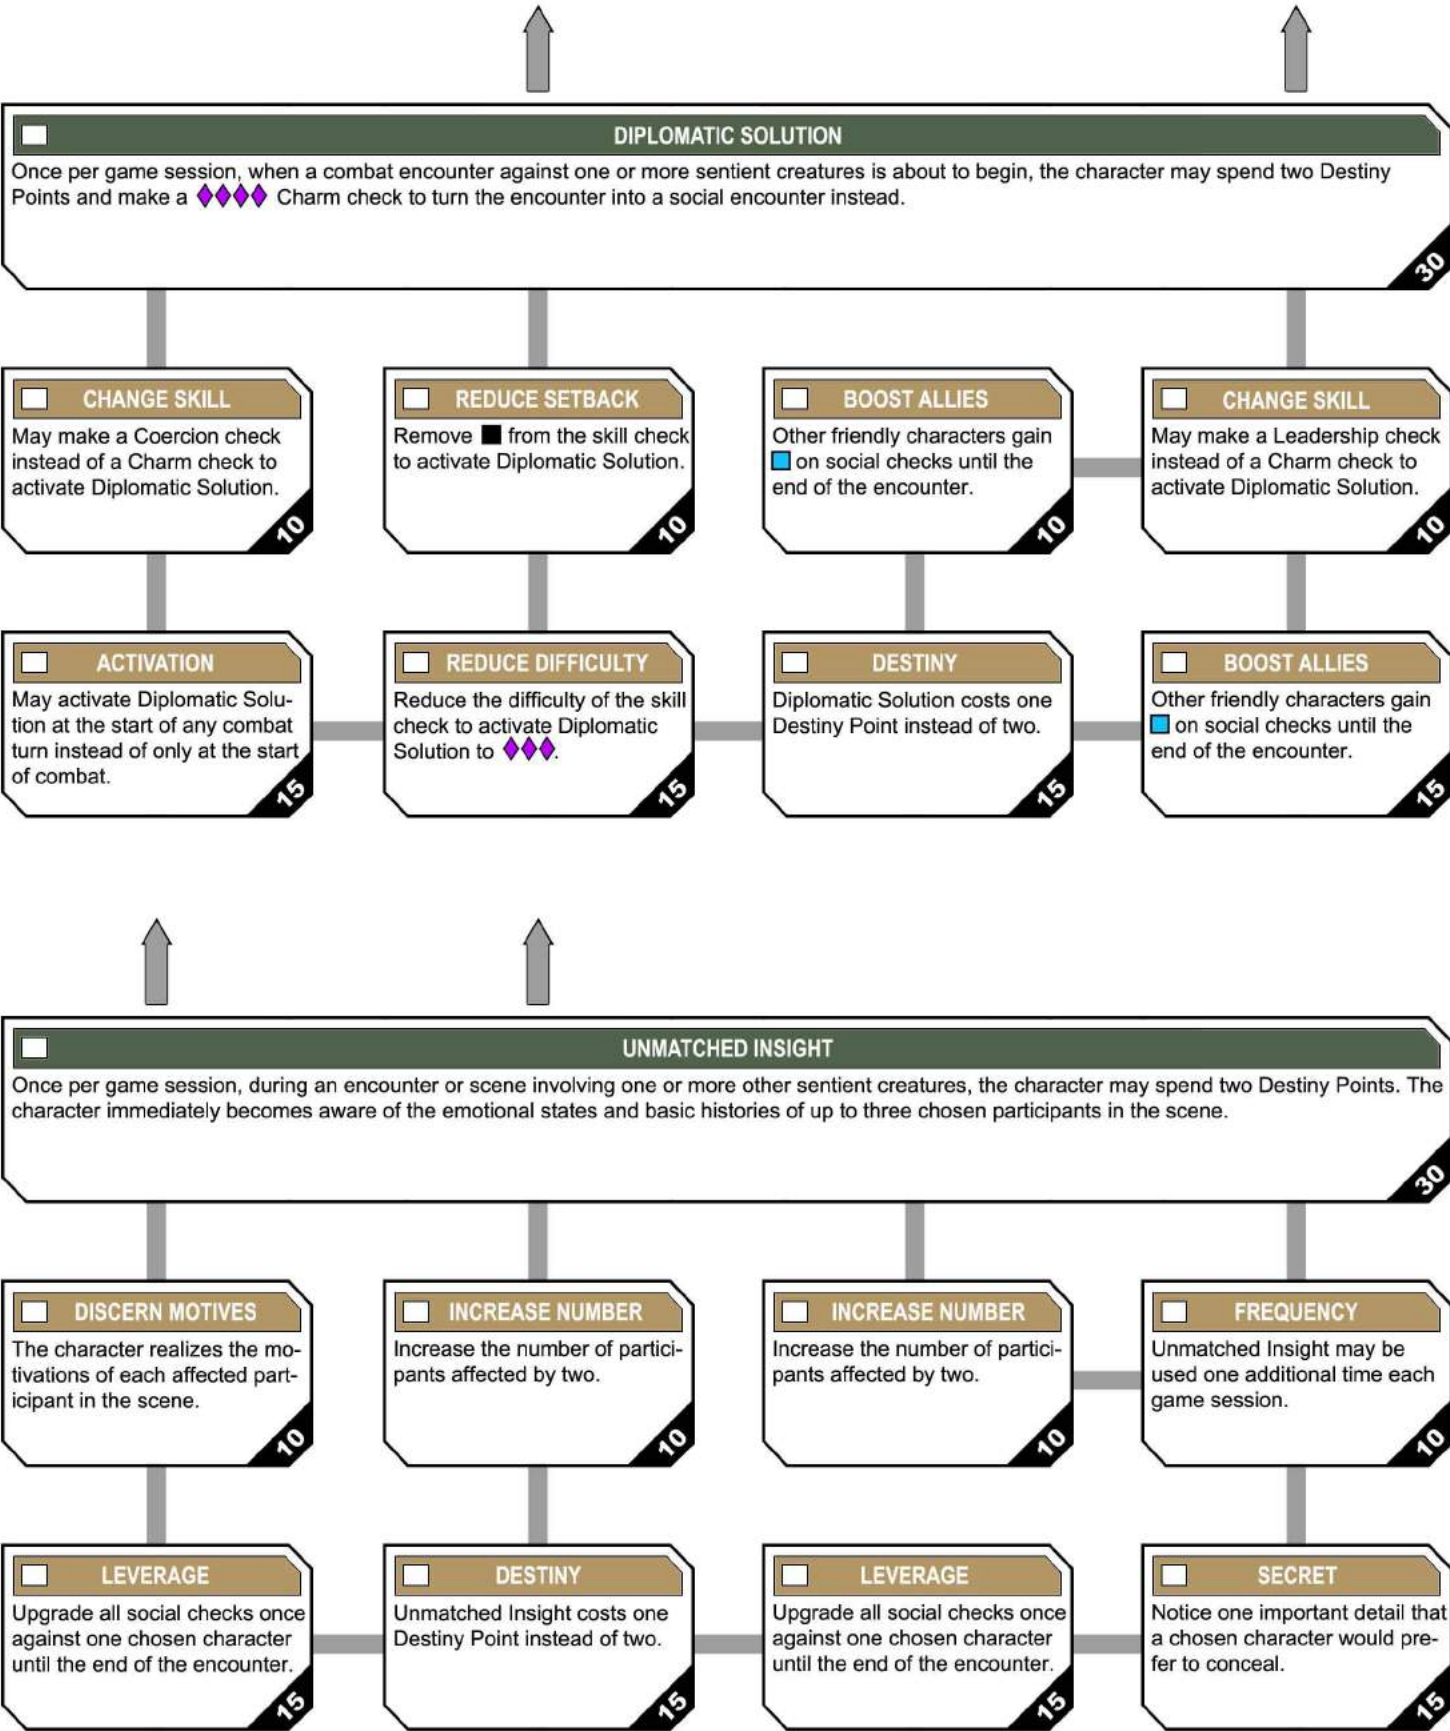 DIPLOMATIC SOLUTION
Once per game session, when a combat encounter against one or more sentient creatures is about to begin, the character may spend two Destiny
Points and make a Charm check to turn the encounter into a social encounter instead.
30
CHANGE SKILL
May make a Coercion check
instead of a Charm check to
activate Diplomatic Solution.
10
REDUCE SETBACK
Remove from the skill check
to activate Diplomatic Solution.
10
BOOST ALLIES
Other friendly characters gain
on social checks until the
end of the encounter.
10
CHANGE SKILL
May make a Leadership check
instead of a Charm check to
activate Diplomatic Solution.
10
ACTIVATION
May activate Diplomatic Solu-
tion at the start of any combat
turn instead of only at the start
of combat.
15
REDUCE DIFFICULTY
Reduce the difficulty of the skill
check to activate Diplomatic
Solution to .
15
DESTINY
Diplomatic Solution costs one
Destiny Point instead of two.
15
BOOST ALLIES
Other friendly characters gain
on social checks until the
end of the encounter.
15
UNMATCHED INSIGHT
Once per game session, during an encounter or scene involving one or more other sentient creatures, the character may spend two Destiny Points. The
character immediately becomes aware of the emotional states and basic histories of up to three chosen participants in the scene.
30
DISCERN MOTIVES
The character realizes the mo-
tivations of each affected part-
icipant in the scene.
10
INCREASE NUMBER
Increase the number of partici-
pants affected by two.
10
INCREASE NUMBER
Increase the number of partici-
pants affected by two.
10
FREQUENCY
Unmatched Insight may be
used one additional time each
game session.
10
LEVERAGE
Upgrade all social checks once
against one chosen character
until the end of the encounter.
15
DESTINY
Unmatched Insight costs one
Destiny Point instead of two.
15
LEVERAGE
Upgrade all social checks once
against one chosen character
until the end of the encounter.
15
SECRET
Notice one important detail that
a chosen character would pre-
fer to conceal.
15